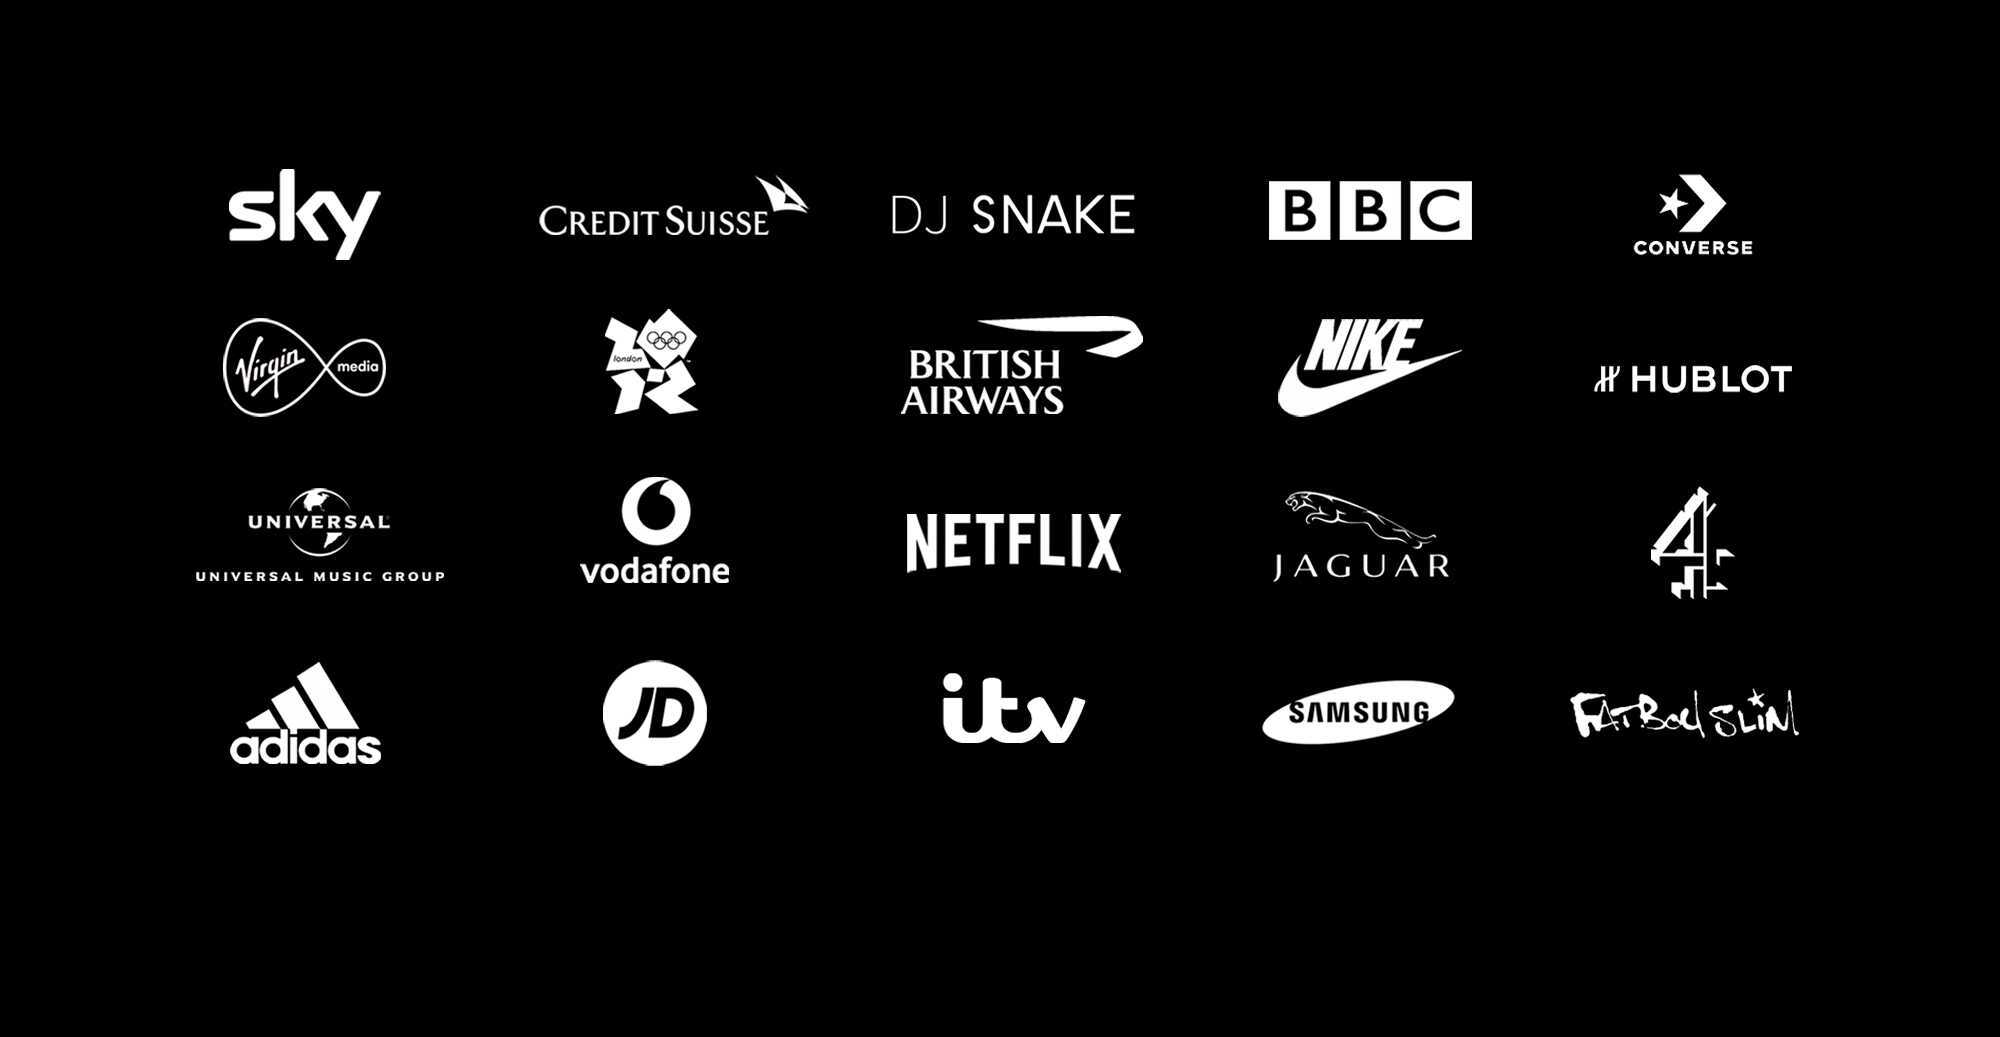 sky
CREDIT SUISSE
DJ SNAKE
BBC
CONVERSE
Virgin media
london
BRITISH
AIRWAYS
NIKE
HUBLOT
UNIVERSAL
UNIVERSAL MUSIC GROUP
vodafone
NETFLIX
JAGUAR
4
adidas
JD
itv
SAMSUNG
FATBOY SLIM